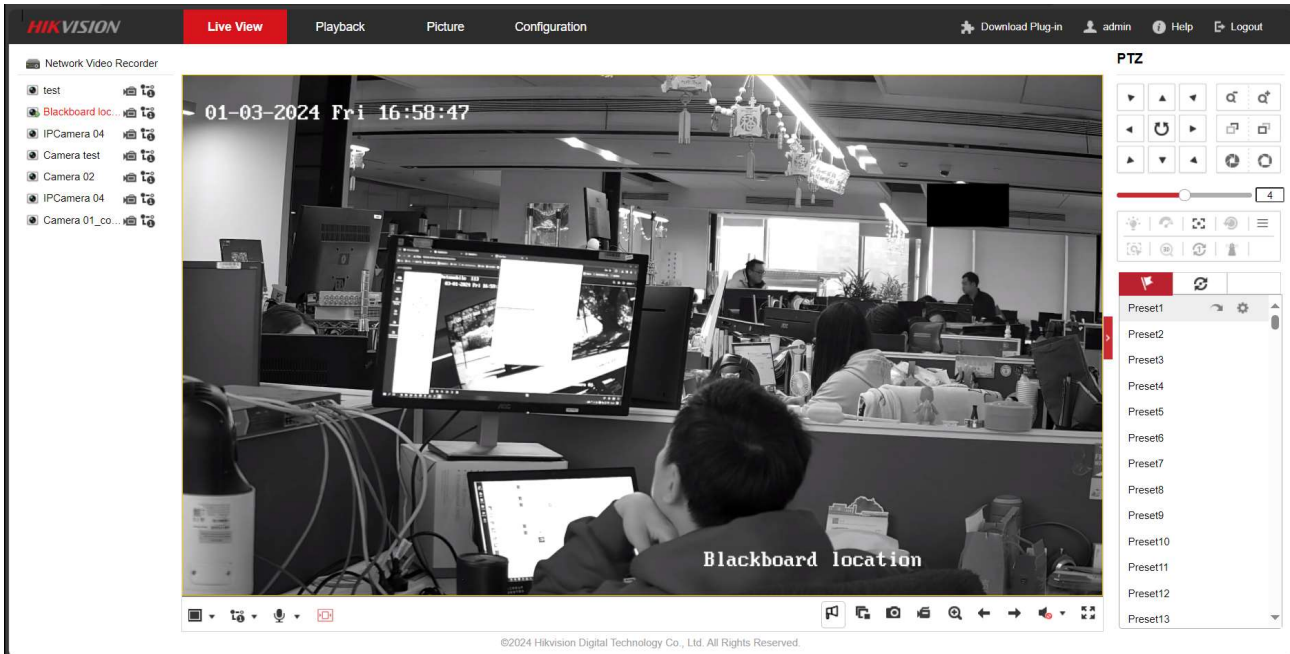 HIKVISION
Live View
Playback
Picture
Configuration
Download Plug-in
admin
Help
Logout
Network Video Recorder
test
Blackboard loc...
IPCamera 04
Camera test
Camera 02
IPCamera 04
Camera 01_co...
01-03-2024 Fri 16:58:47
Blackboard location
PTZ
4
Preset1
Preset2
Preset3
Preset4
Preset5
Preset6
Preset7
Preset8
Preset9
Preset10
Preset11
Preset12
Preset13
©2024 Hikvision Digital Technology Co., Ltd. All Rights Reserved.